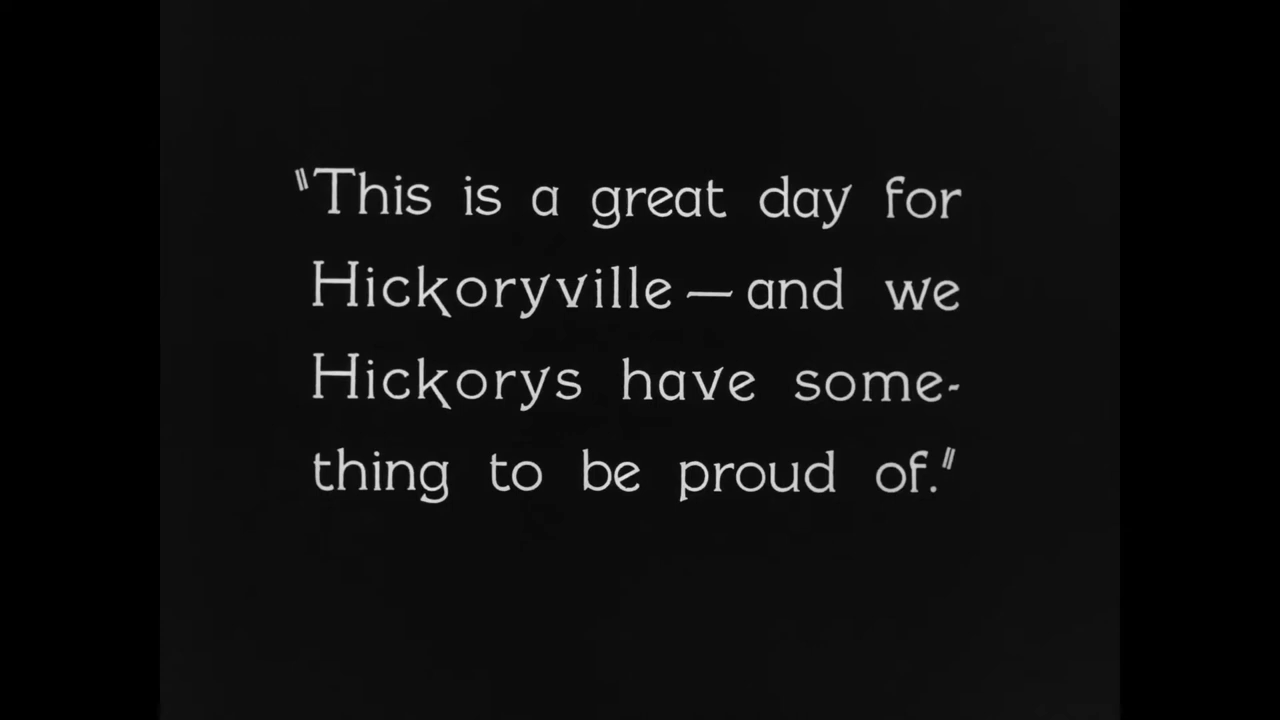 "This is a great day for
Hickoryville — and we
Hickorys have some-
thing to be proud of."